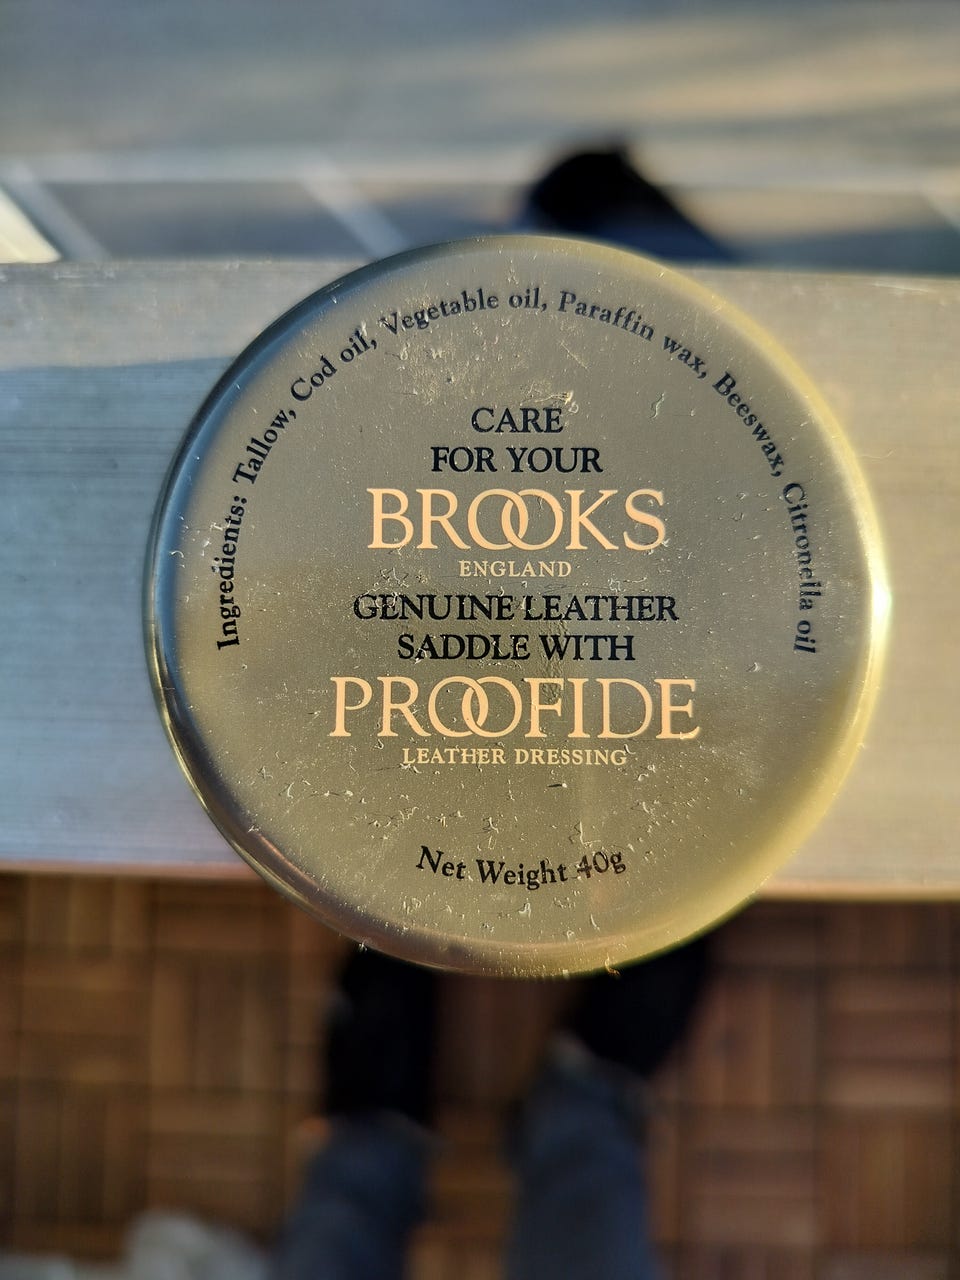 Ingredients: Tallow, Cod oil, Vegetable oil, Paraffin wax, Beeswax, Citronella oil
CARE
FOR YOUR
BROOKS
ENGLAND
GENUINE LEATHER
SADDLE WITH
PROOFIDE
LEATHER DRESSING
Net Weight 40g